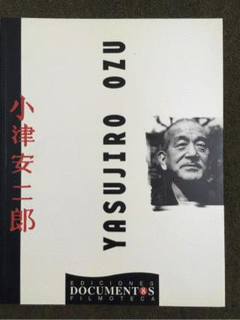 小津安二郎
YASUJIRO OZU
EDICIONES
DOCUMENTOS
FILMOTECA